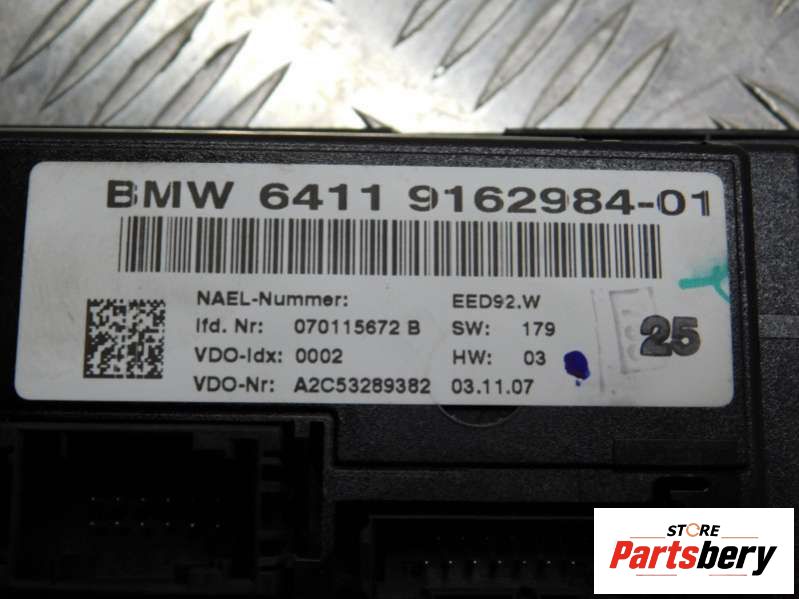 BMW 6411 9162984-01
NAEL-Nummer: EED92.W
lfd. Nr: 070115672 B SW: 179
VDO-Idx: 0002 HW: 03
VDO-Nr: A2C53289382 03.11.07
25
STORE
Partsbery